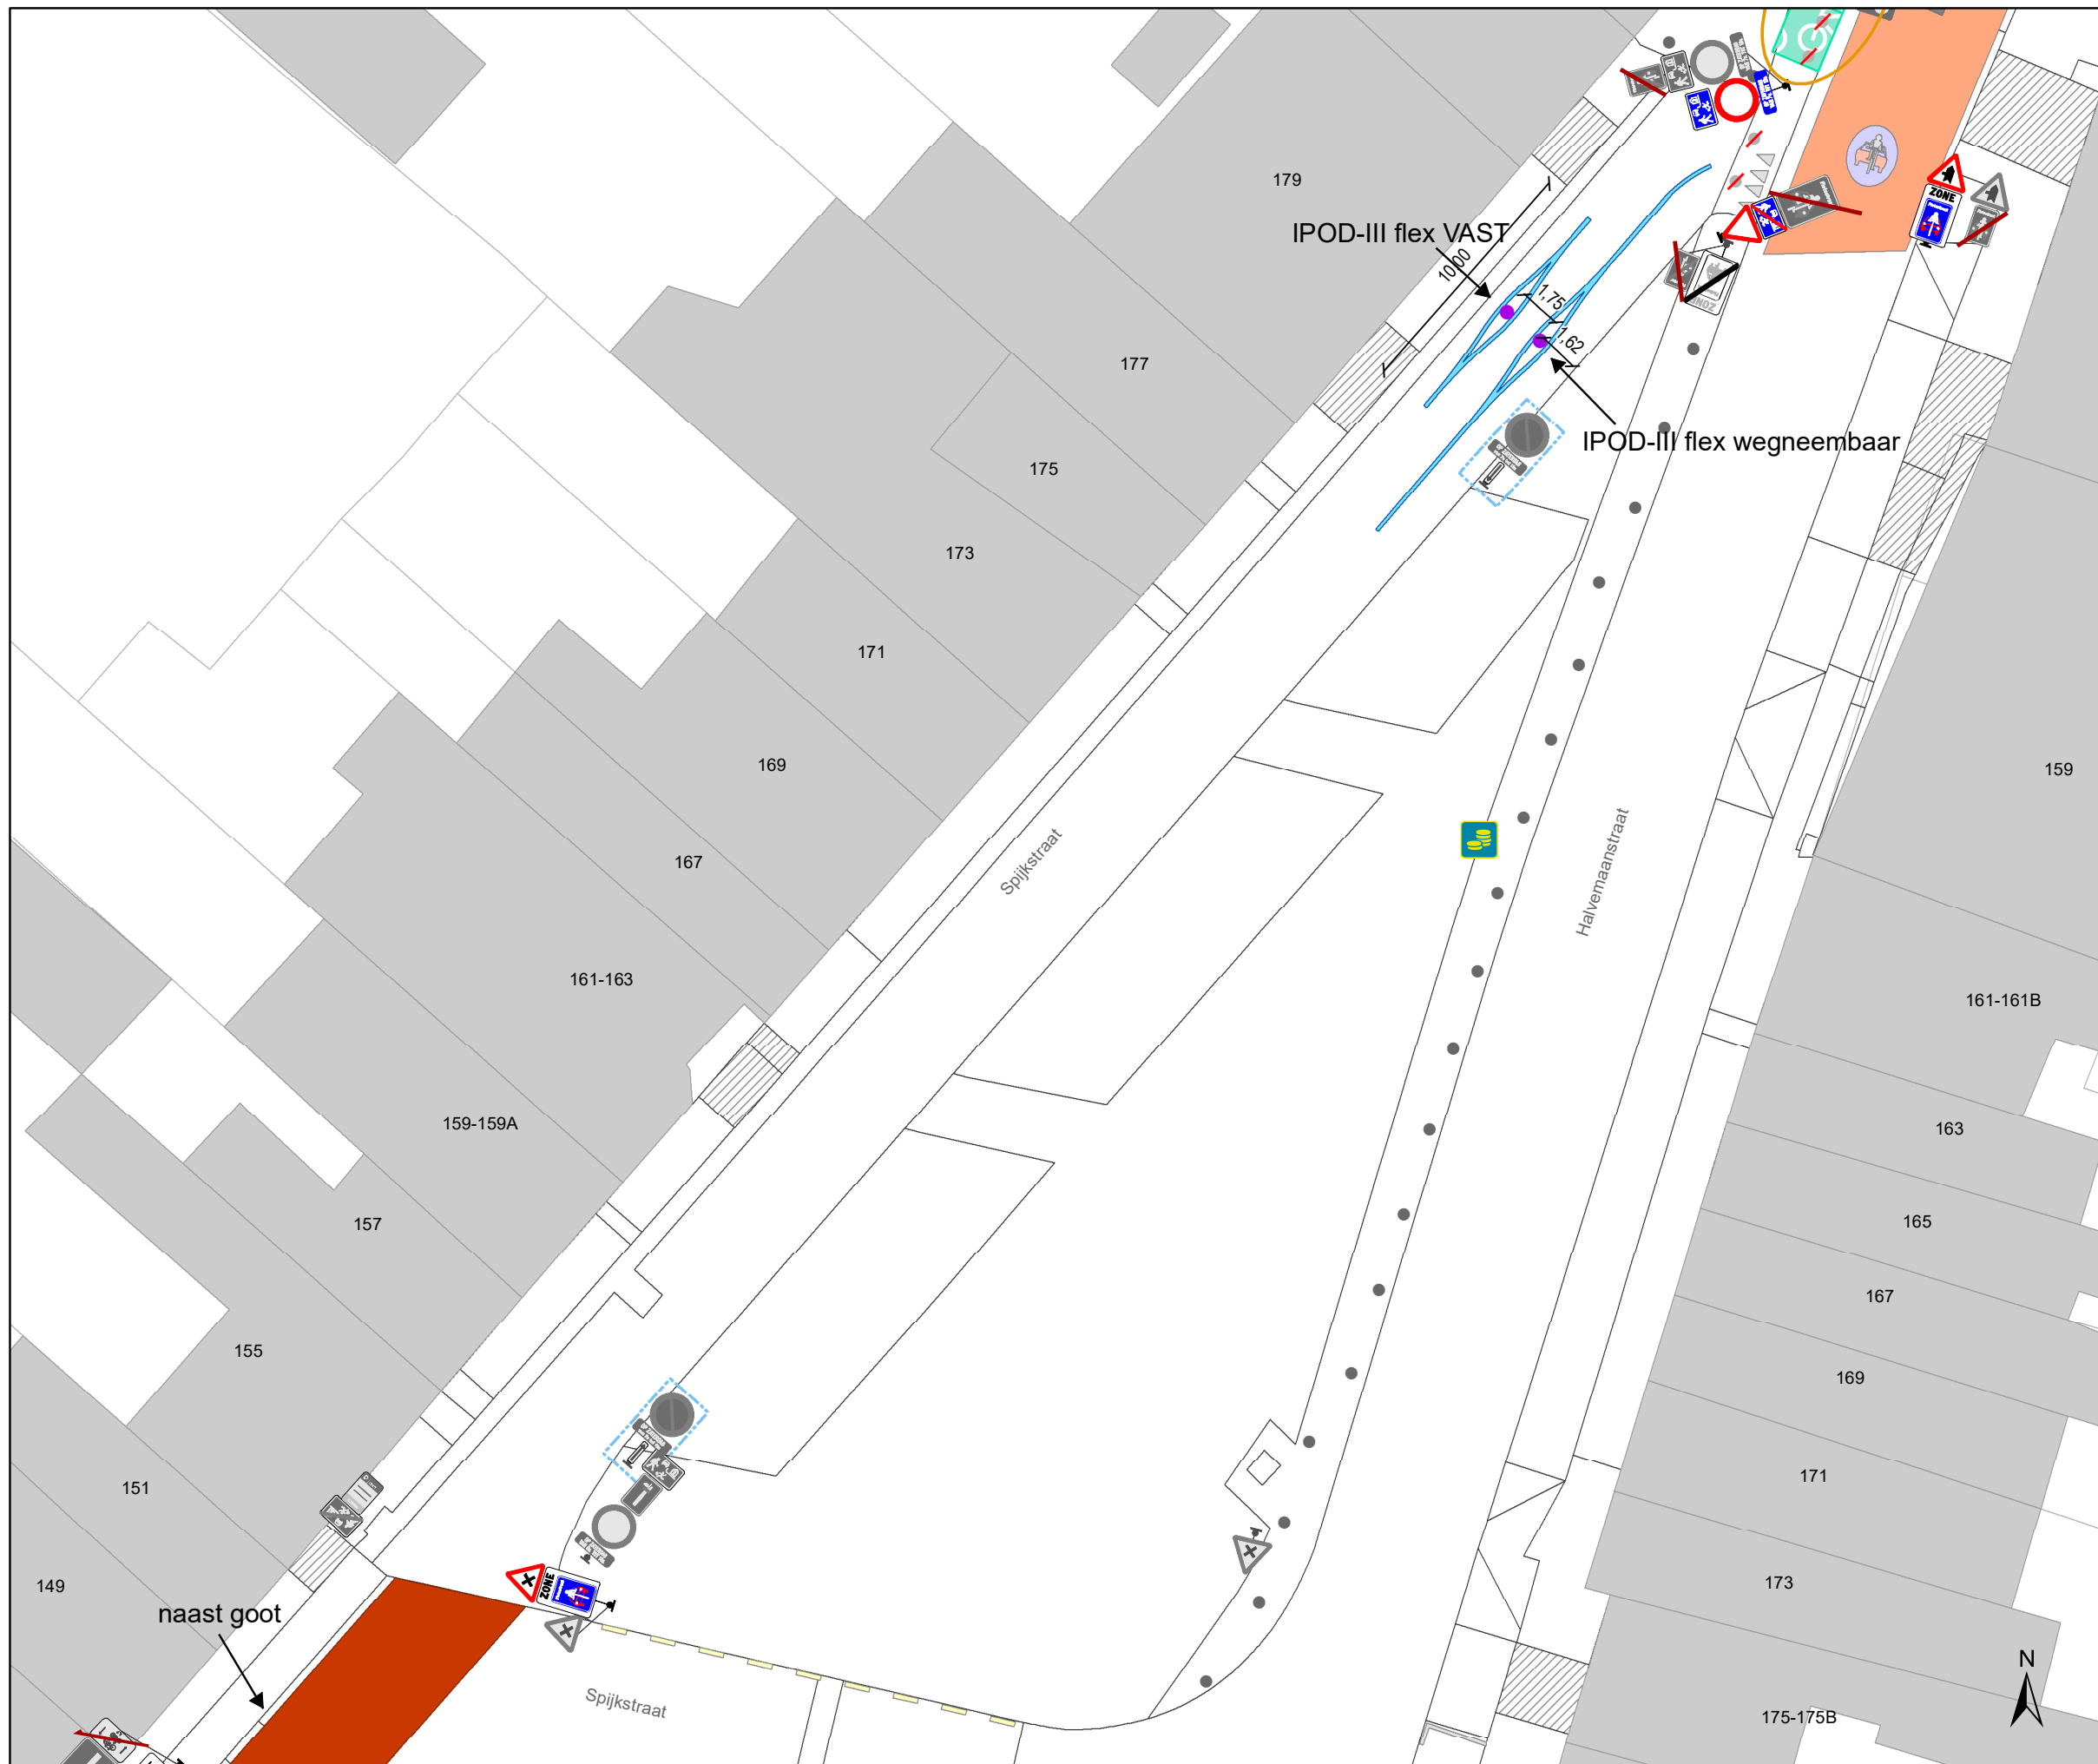 179
IPOD-III flex VAST
10,00
1,75
1,62
ZONE
177
IPOD-III flex wegneembaar
175
173
171
169
159
Spijkstraat
Halvemaanstraat
167
161-163
161-161B
159-159A
163
157
165
167
155
169
171
151
173
149
ZONE
naast goot
Spijkstraat
175-175B
N